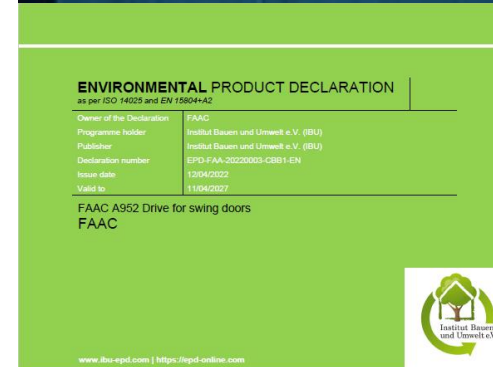 ENVIRONMENTAL PRODUCT DECLARATION
as per ISO 14025 and EN 15804+A2
Owner of the Declaration FAAC
Programme holder Institut Bauen und Umwelt e.V. (IBU)
Publisher Institut Bauen und Umwelt e.V. (IBU)
Declaration number EPD-FAA-20220003-CBB1-EN
Issue date 12/04/2022
Valid to 11/04/2027
FAAC A952 Drive for swing doors
FAAC
Institut Bauen
und Umwelt e.V.
www.ibu-epd.com | https://epd-online.com